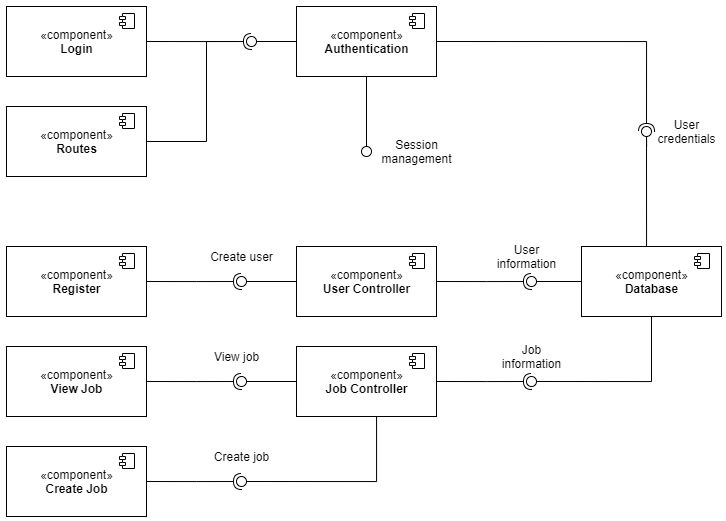 «component»
Login
«component»
Authentication
«component»
Routes
Session
management
User
credentials
«component»
Register
Create user
«component»
User Controller
User
information
«component»
Database
«component»
View Job
View job
«component»
Job Controller
Job
information
«component»
Create Job
Create job